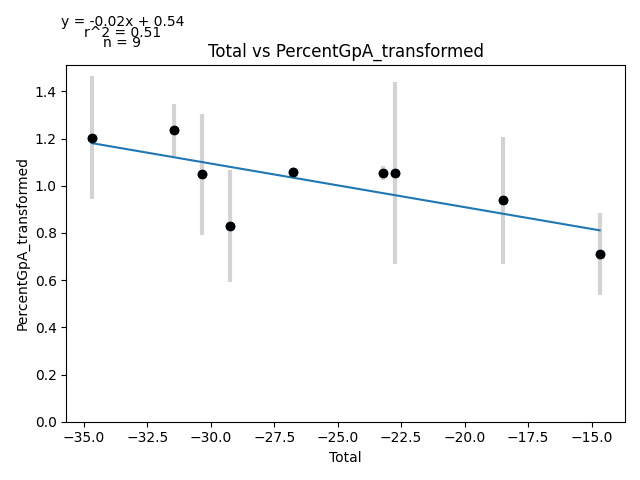 y = -0.02x + 0.54
r^2 = 0.51
n = 9
Total vs PercentGpA_transformed
PercentGpA_transformed
1.4
1.2
1.0
0.8
0.6
0.4
0.2
0.0
−35.0 −32.5 −30.0 −27.5 −25.0 −22.5 −20.0 −17.5 −15.0
Total